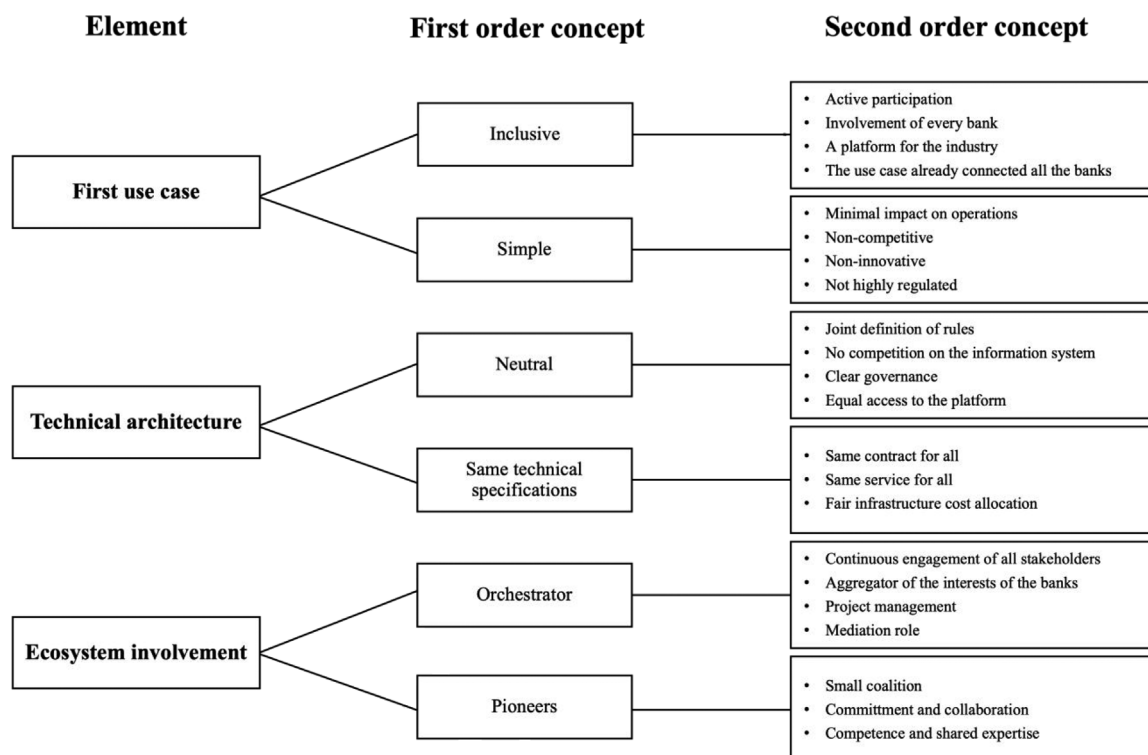 Element
First order concept
Second order concept
First use case
Inclusive
• Active participation
• Involvement of every bank
• A platform for the industry
• The use case already connected all the banks
Simple
• Minimal impact on operations
• Non-competitive
• Non-innovative
• Not highly regulated
Technical architecture
Neutral
• Joint definition of rules
• No competition on the information system
• Clear governance
• Equal access to the platform
Same technical
specifications
• Same contract for all
• Same service for all
• Fair infrastructure cost allocation
Ecosystem involvement
Orchestrator
• Continuous engagement of all stakeholders
• Aggregator of the interests of the banks
• Project management
• Mediation role
Pioneers
• Small coalition
• Committment and collaboration
• Competence and shared expertise